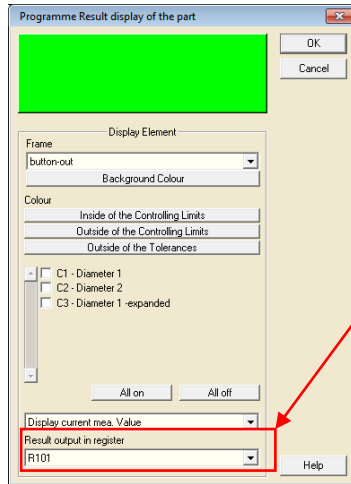 Programme Result display of the part
OK
Cancel
Display Element
Frame
button-out
Background Colour
Colour
Inside of the Controlling Limits
Outside of the Controlling Limits
Outside of the Tolerances
C1 - Diameter 1
C2 - Diameter 2
C3 - Diameter 1 -expanded
All on All off
Display current mea. Value
Result output in register
R101
Help